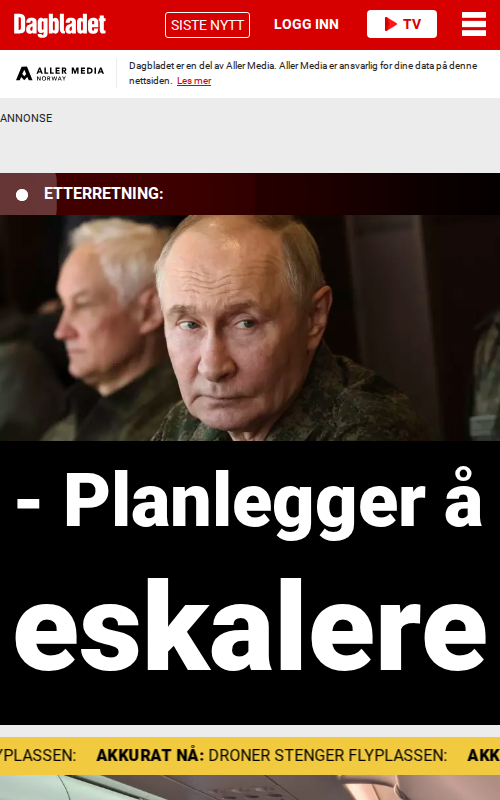 Dagbladet SISTE NYTT LOGG INN TV
ALLER MEDIA
NORWAY
Dagbladet er en del av Aller Media. Aller Media er ansvarlig for dine data på denne
nettsiden. Les mer
ANNONSE
ETTERRETNING:
- Planlegger å
eskalere
YPLASSEN: AKKURAT NÅ: DRONER STENGER FLYPLASSEN: AKK